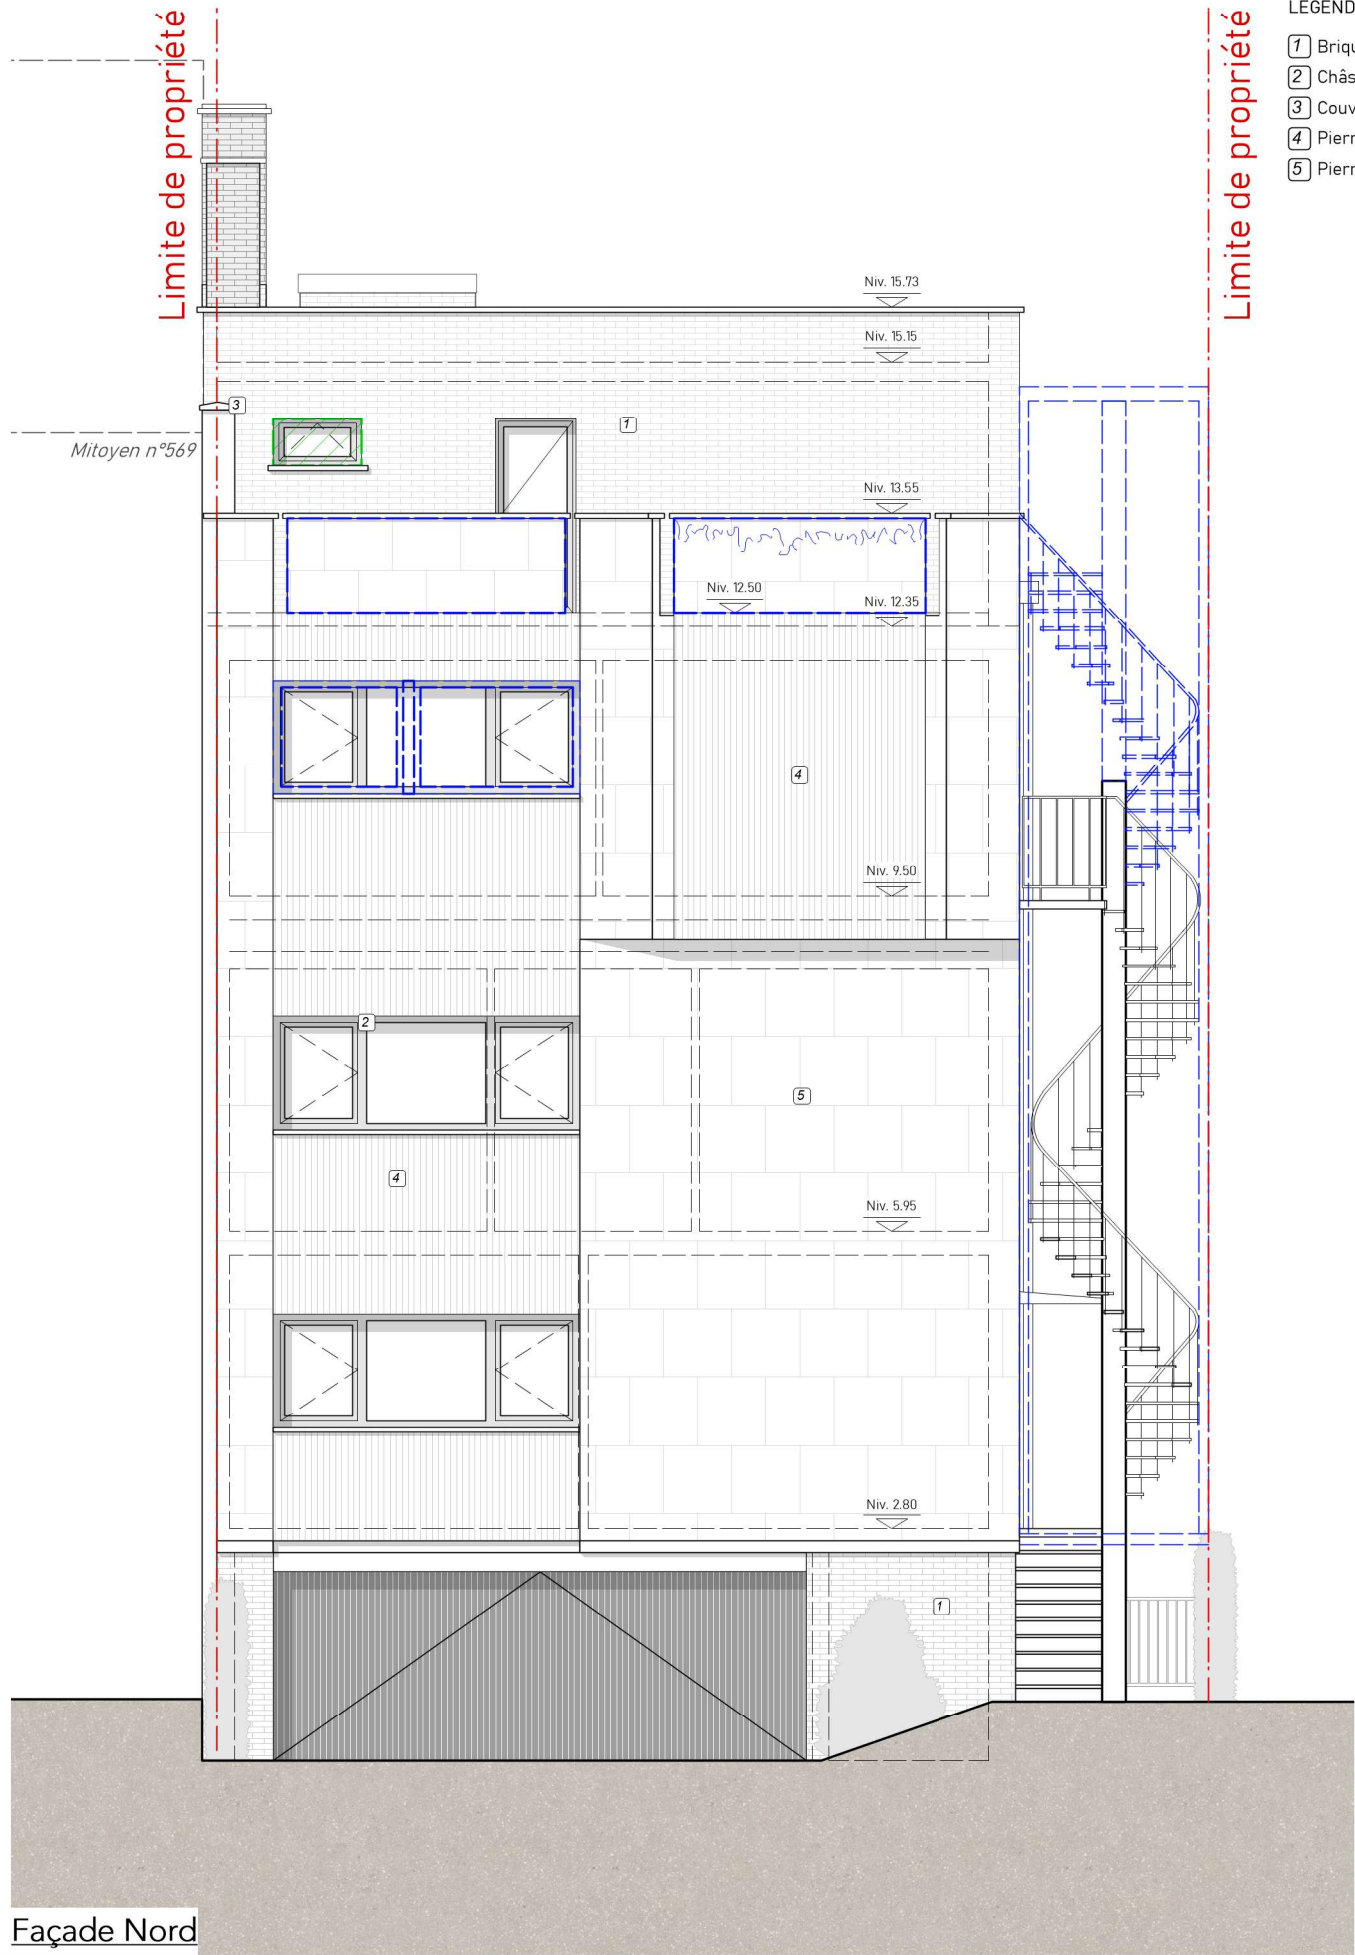 Limite de propriété
Limite de propriété
LEGEND
1 Briqu
2 Châs
3 Couv
4 Pierr
5 Pierr
Niv. 15.73
Niv. 15.15
3
1
Mitoyen n°569
Niv. 13.55
Niv. 12.50
Niv. 12.35
4
Niv. 9.50
2
5
4
Niv. 5.95
Niv. 2.80
1
Façade Nord